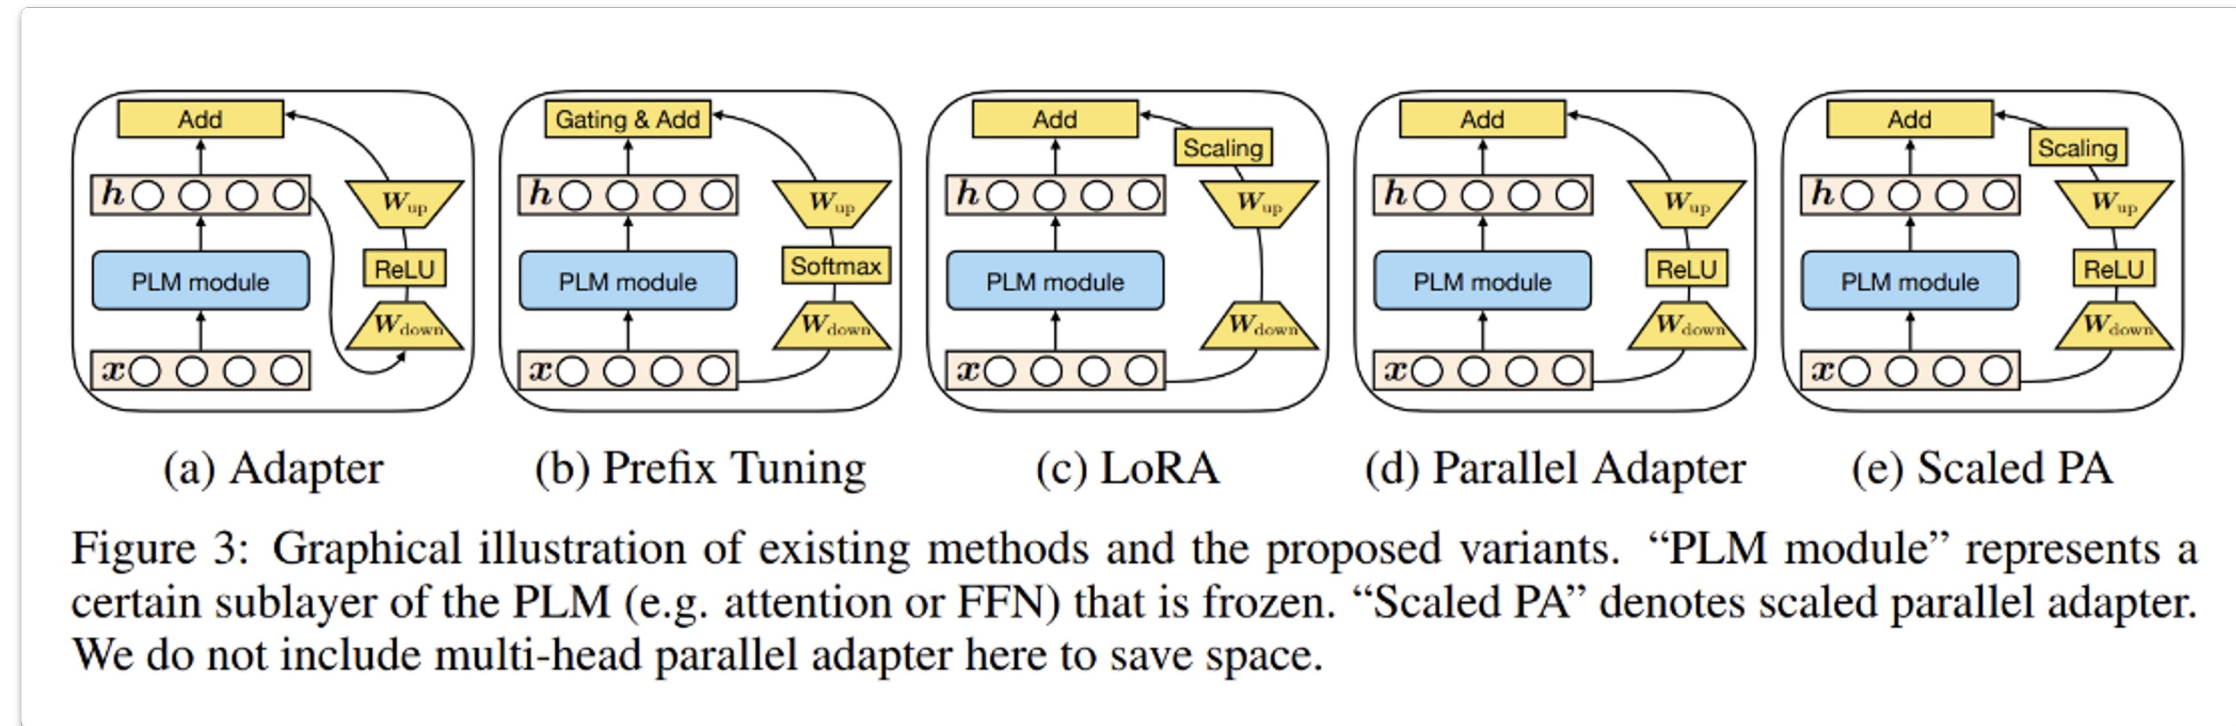 Add
h
PLM module
x
W_up
ReLU
W_down
(a) Adapter
Gating & Add
h
PLM module
x
W_up
Softmax
W_down
(b) Prefix Tuning
Add
Scaling
h
PLM module
x
W_up
W_down
(c) LoRA
Add
h
PLM module
x
W_up
ReLU
W_down
(d) Parallel Adapter
Add
Scaling
h
PLM module
x
W_up
ReLU
W_down
(e) Scaled PA
Figure 3: Graphical illustration of existing methods and the proposed variants. “PLM module” represents a
certain sublayer of the PLM (e.g. attention or FFN) that is frozen. “Scaled PA” denotes scaled parallel adapter.
We do not include multi-head parallel adapter here to save space.